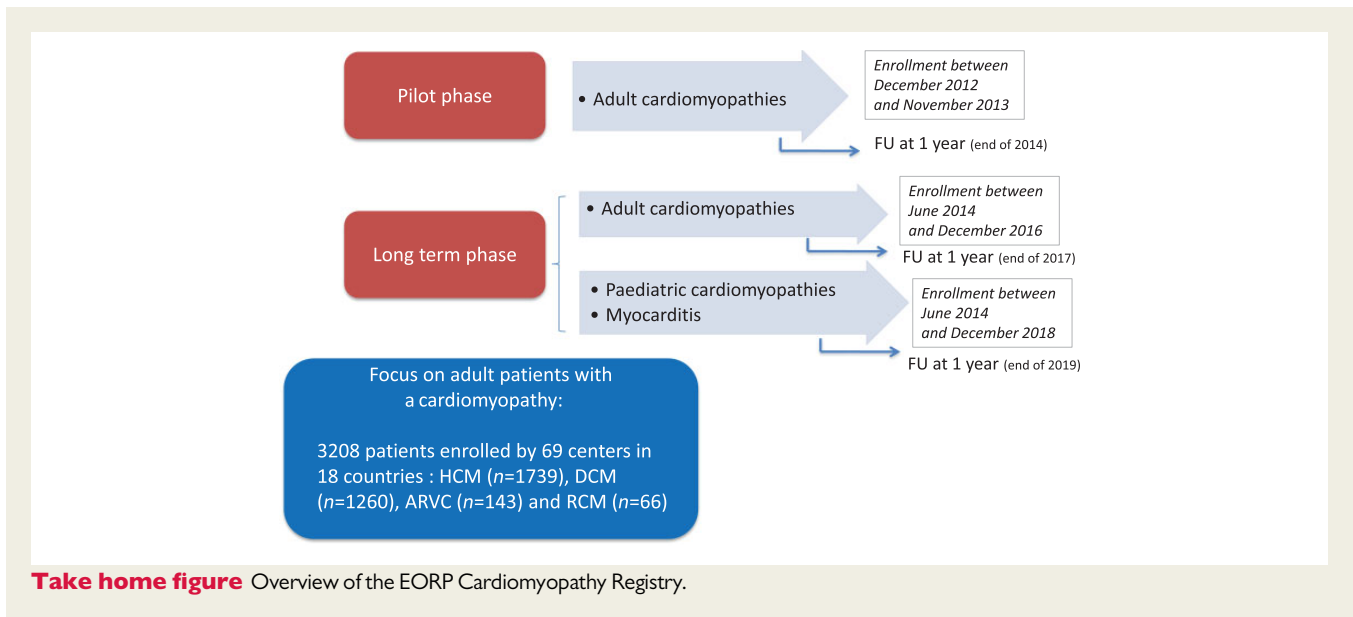 Pilot phase
• Adult cardiomyopathies
Enrollment between
December 2012
and November 2013
FU at 1 year (end of 2014)
Long term phase
• Adult cardiomyopathies
Enrollment between
June 2014
and December 2016
FU at 1 year (end of 2017)
• Paediatric cardiomyopathies
• Myocarditis
Enrollment between
June 2014
and December 2018
FU at 1 year (end of 2019)
Focus on adult patients with
a cardiomyopathy:
3208 patients enrolled by 69 centers in
18 countries : HCM (n=1739), DCM
(n=1260), ARVC (n=143) and RCM (n=66)
Take home figure Overview of the EORP Cardiomyopathy Registry.